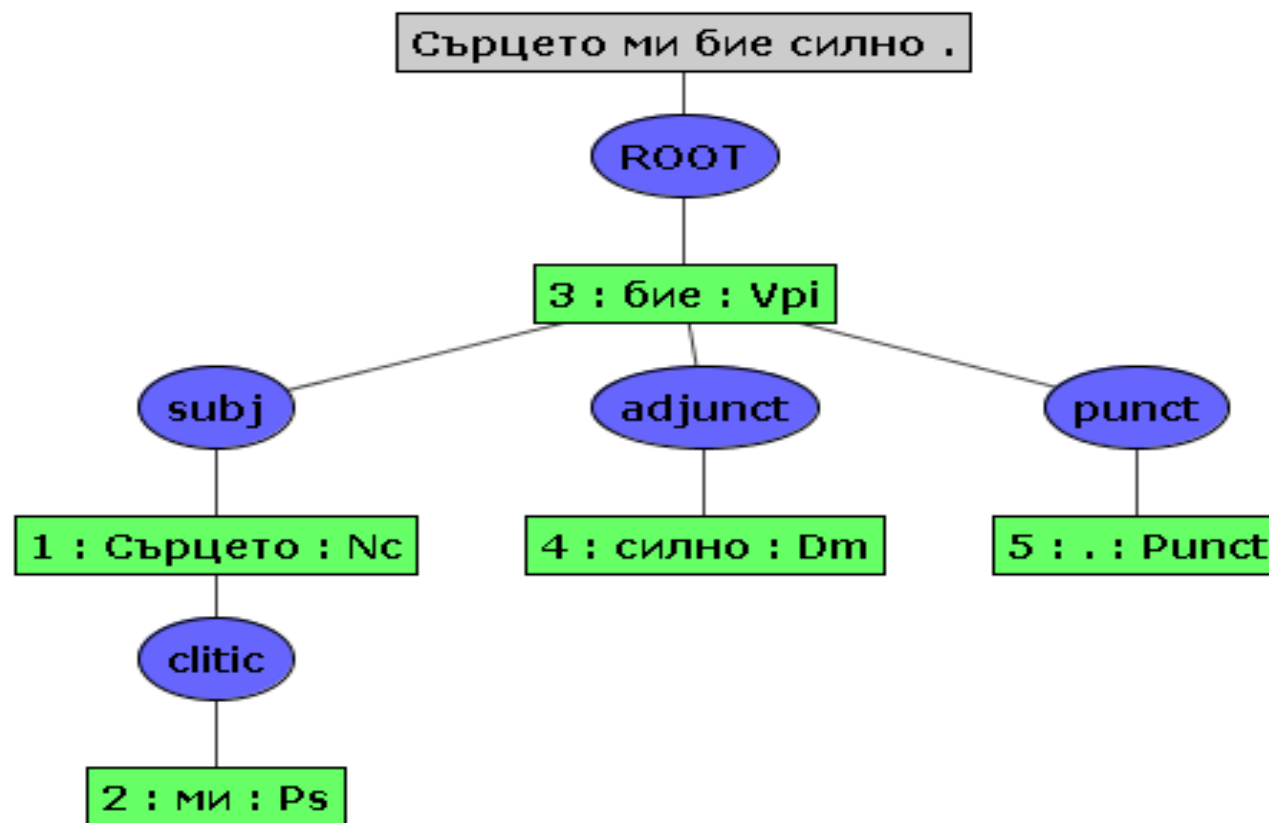 Сърцето ми бие силно .
ROOT
3 : бие : Vpi
subj adjunct punct
1 : Сърцето : Nc 4 : силно : Dm 5 : . : Punct
clitic
2 : ми : Ps